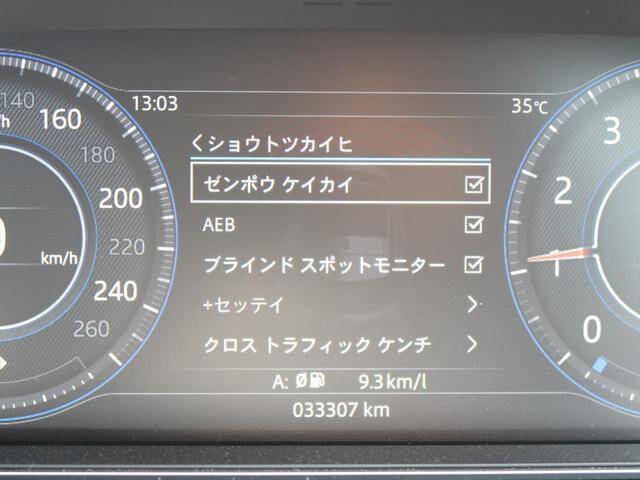 13:03
35℃
くショウトツカイヒ
ゼンポウ ケイカイ
AEB
ブラインド スポットモニター
+セッテイ
クロス トラフィック ケンチ
A: Ø 9.3km/l
033307 km
140
160
180
200
220
240
260
km/h
3
2
1
0